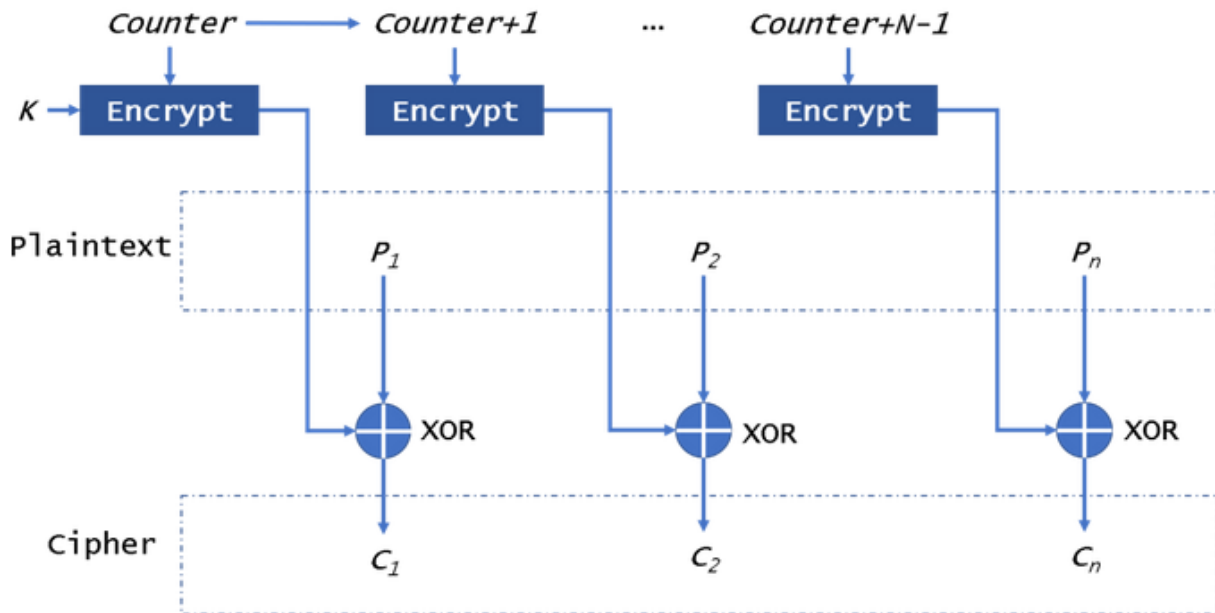 Counter Counter+1 ... Counter+N-1
K Encrypt Encrypt Encrypt
Plaintext P1 P2 Pn
XOR XOR XOR
Cipher C1 C2 Cn